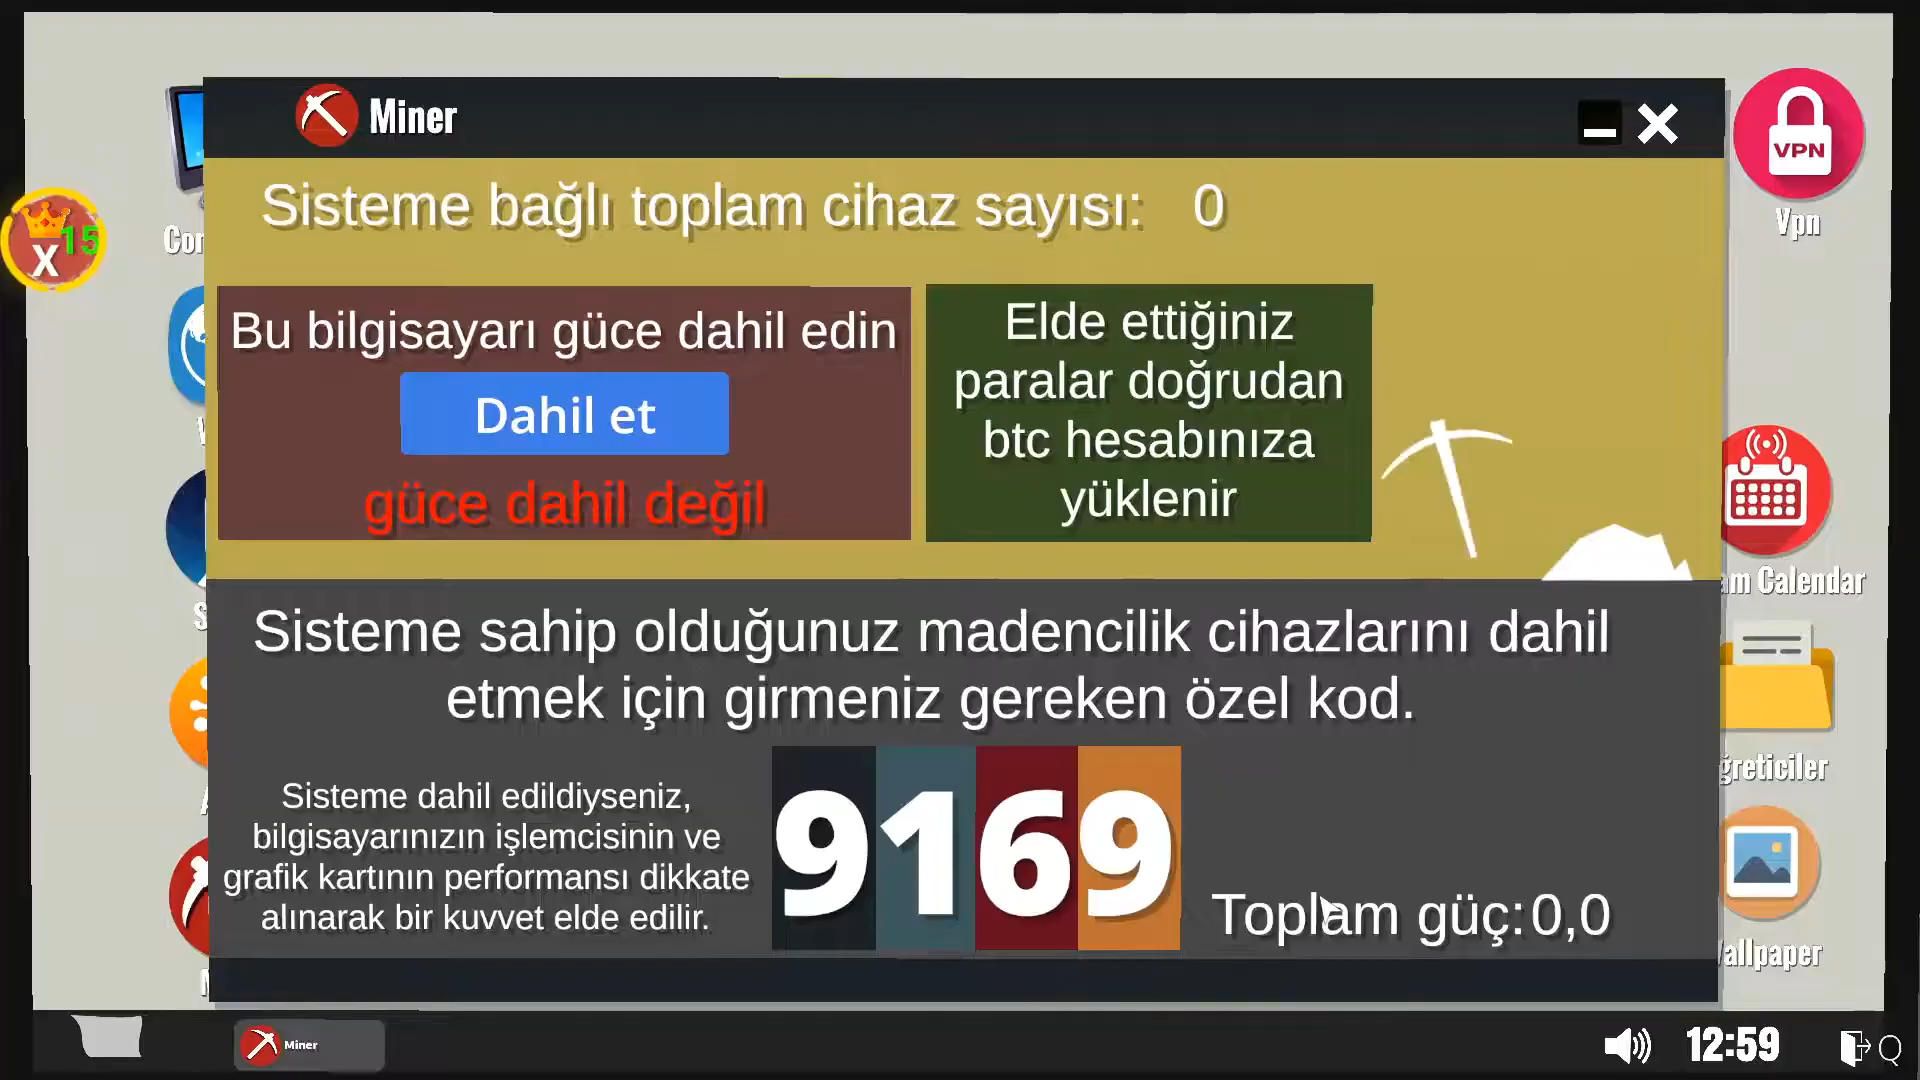 Miner
VPN
Vpn
X15
Sisteme bağlı toplam cihaz sayısı: 0
Bu bilgisayarı güce dahil edin
Dahil et
güce dahil değil
Elde ettiğiniz
paralar doğrudan
btc hesabınıza
yüklenir
Sisteme sahip olduğunuz madencilik cihazlarını dahil
etmek için girmeniz gereken özel kod.
Sisteme dahil edildiyseniz,
bilgisayarınızın işlemcisinin ve
grafik kartının performansı dikkate
alınarak bir kuvvet elde edilir.
9169
Toplam güç:0,0
Calendar
Miner
12:59
Q